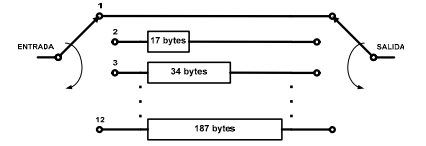 1
ENTRADA
SALIDA
2
17 bytes
3
34 bytes
12
187 bytes